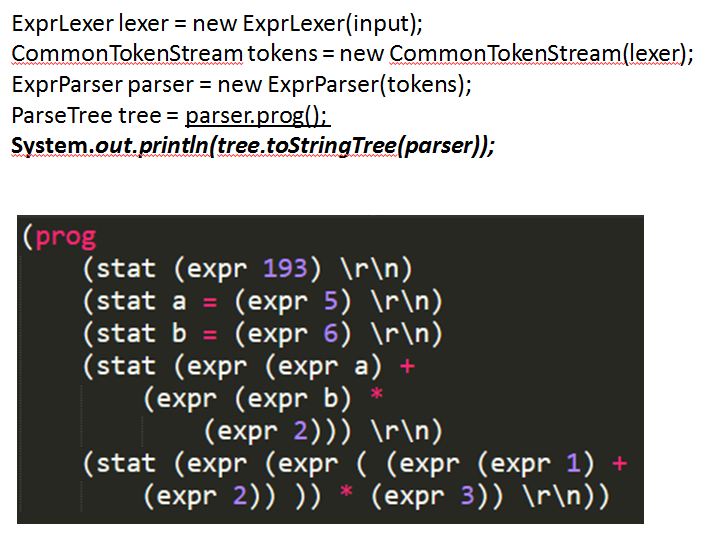 ExprLexer lexer = new ExprLexer(input);
CommonTokenStream tokens = new CommonTokenStream(lexer);
ExprParser parser = new ExprParser(tokens);
ParseTree tree = parser.prog();
System.out.println(tree.toStringTree(parser));
(prog
(stat (expr 193) \r\n)
(stat a = (expr 5) \r\n)
(stat b = (expr 6) \r\n)
(stat (expr (expr a) +
(expr (expr b) *
(expr 2))) \r\n)
(stat (expr (expr ( (expr (expr 1) +
(expr 2)) )) * (expr 3)) \r\n))